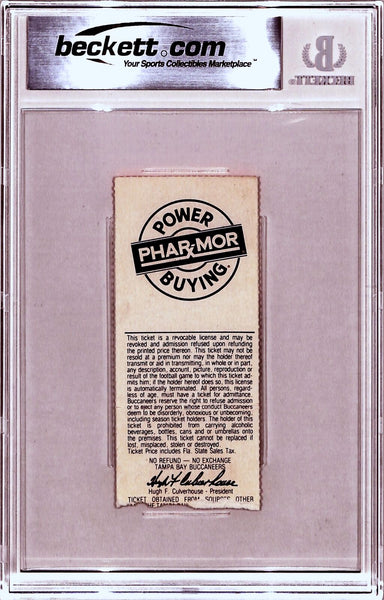 beckett.com
Your Sports Collectibles Marketplace™
BECKETT
POWER
PHAR-MOR
BUYING.
This ticket is a revocable license and may be
revoked and admission refused upon refunding
the printed price thereon. This ticket may not be
resold at a premium nor may the holder thereof
transmit or aid in transmitting, in whole or in part
any description, account, picture, reproduction or
result of the football game to which this ticket admits
him; if the holder hereof does so, this license
is automatically terminated. All persons, regardless
of age, must have a ticket for admittance.
Buccaneers reserve the right to refuse admission
or to eject any person whose conduct Buccaneers
deem to be disorderly, obnoxious or unbecoming,
including season ticket holders. The holder of this
ticket is prohibited from carrying alcoholic
beverages, bottles, cans and or umbrellas onto
the premises. This ticket cannot be replaced if
lost, misplaced, stolen or destroyed.
Ticket Price includes Fla. State Sales Tax.
NO REFUND — NO EXCHANGE
TAMPA BAY BUCCANEERS
Hugh F Culverhouse
Hugh F. Culverhouse - President
TICKET OBTAINED FROM SOURCES OTHER